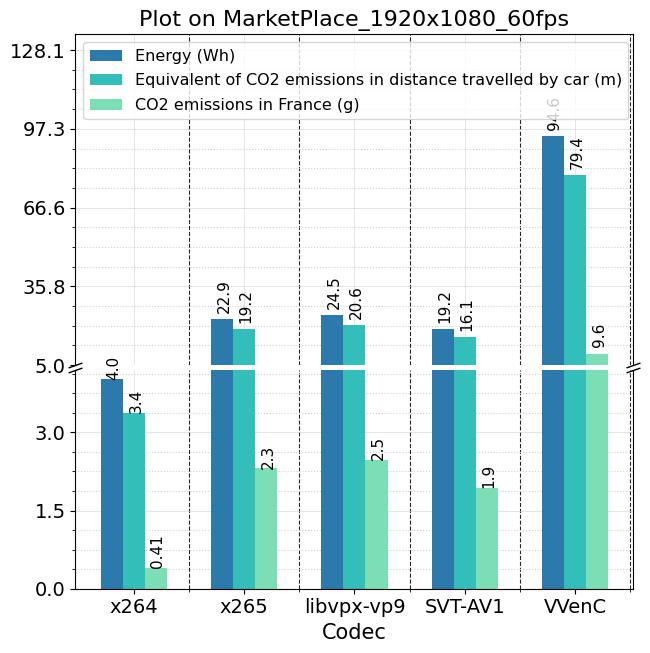 Plot on MarketPlace_1920x1080_60fps
128.1
97.3
66.6
35.8
5.0
3.0
1.5
0.0
Energy (Wh)
Equivalent of CO2 emissions in distance travelled by car (m)
CO2 emissions in France (g)
4.0
3.4
0.41
22.9
19.2
2.3
24.5
20.6
2.5
19.2
16.1
1.9
94.6
79.4
9.6
x264
x265
libvpx-vp9
SVT-AV1
VVenC
Codec